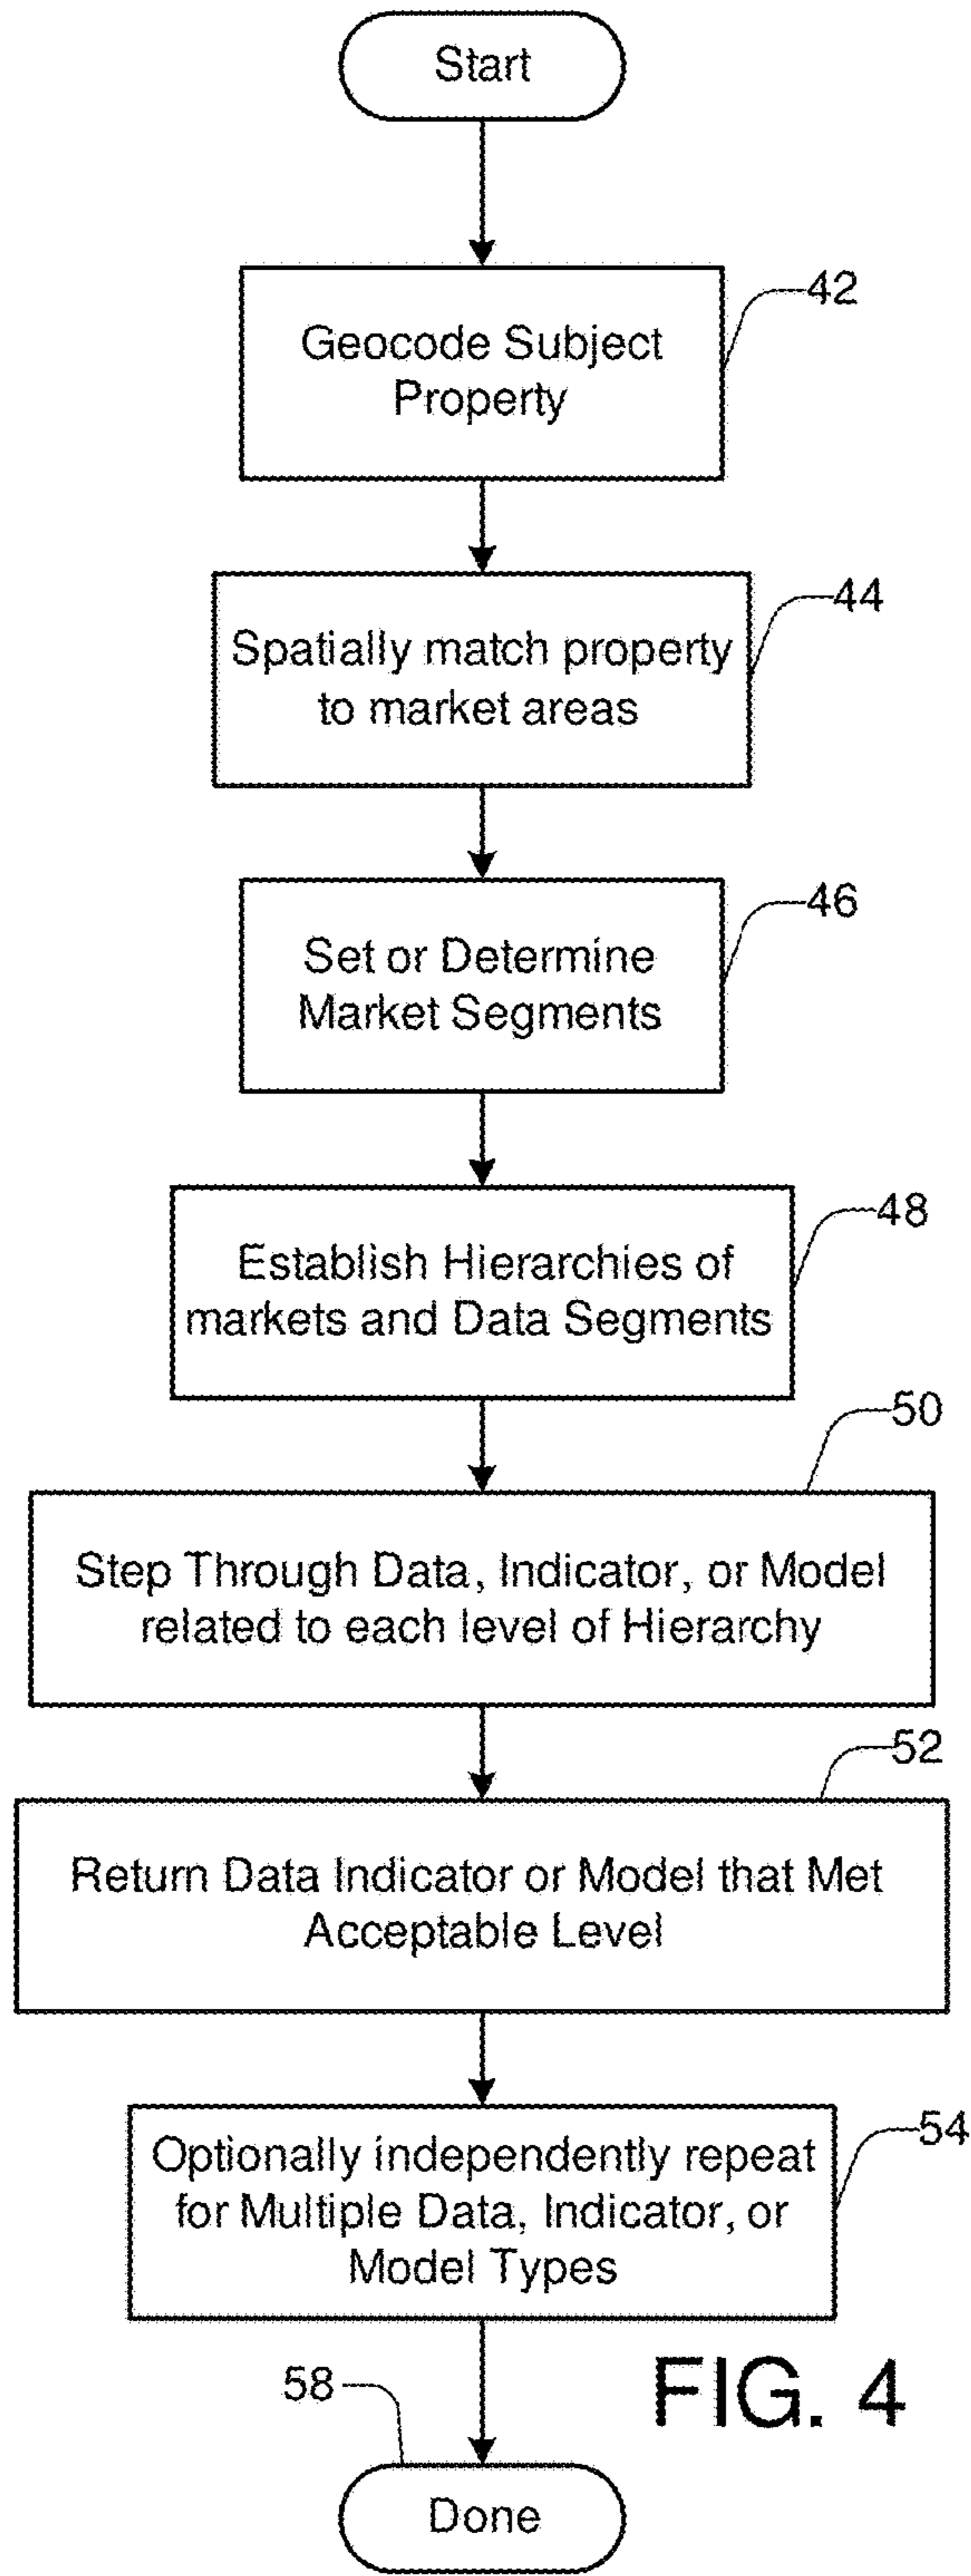 Start
42
Geocode Subject
Property
44
Spatially match property
to market areas
46
Set or Determine
Market Segments
48
Establish Hierarchies of
markets and Data Segments
50
Step Through Data, Indicator, or Model
related to each level of Hierarchy
52
Return Data Indicator or Model that Met
Acceptable Level
54
Optionally independently repeat
for Multiple Data, Indicator, or
Model Types
58
FIG. 4
Done